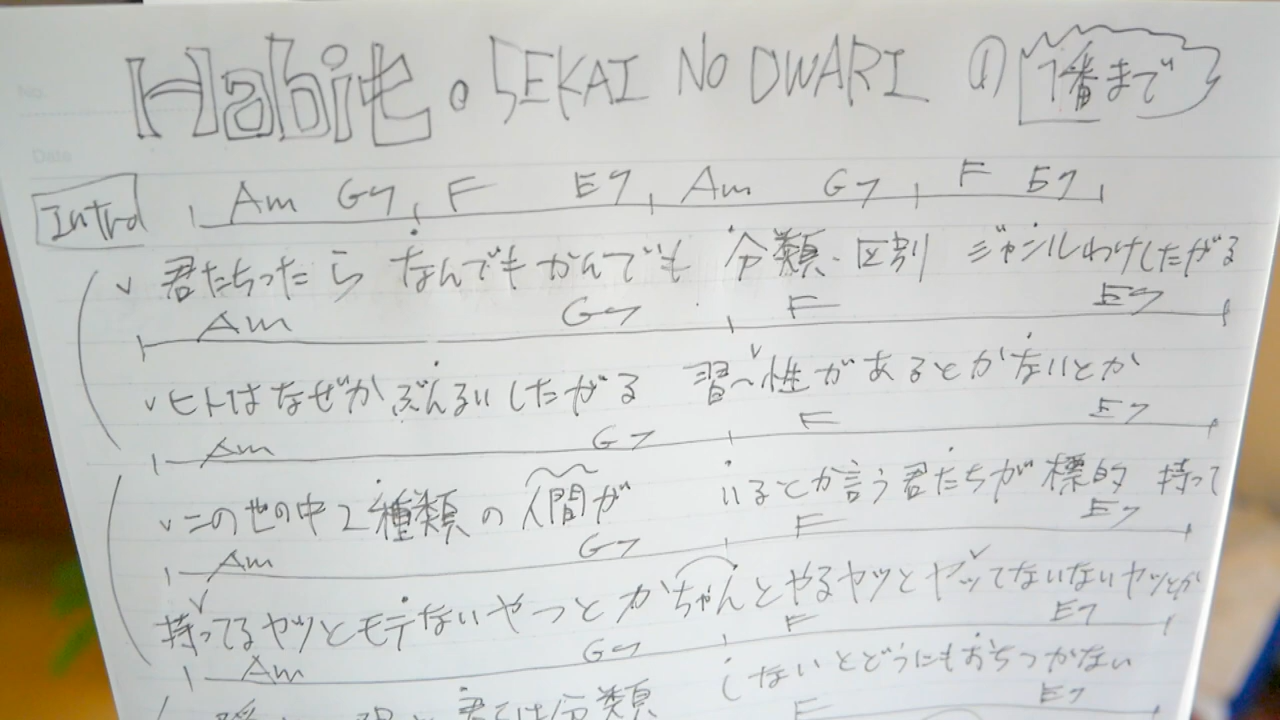 Habit。SEKAI NO OWARI ① 1番まで
Intro Am G7 F E7 Am G7 F E7
君たちったら なんでもかんでも 分類・区別 ジャンルわけしたがる
Am G7 F E7
ヒトはなぜか ぶんるいしたがる 習〜性があるとかないとか
Am G7 F E7
この世の中2種類の人間が いるとか言う君たちが標的 持って
Am G7 F E7
持ってるヤツとモテないやつとかちゃんとやるヤツとヤッてないないヤツとか
Am G7 F E7
しないとどうにもおちつかない
君では分類
F E7